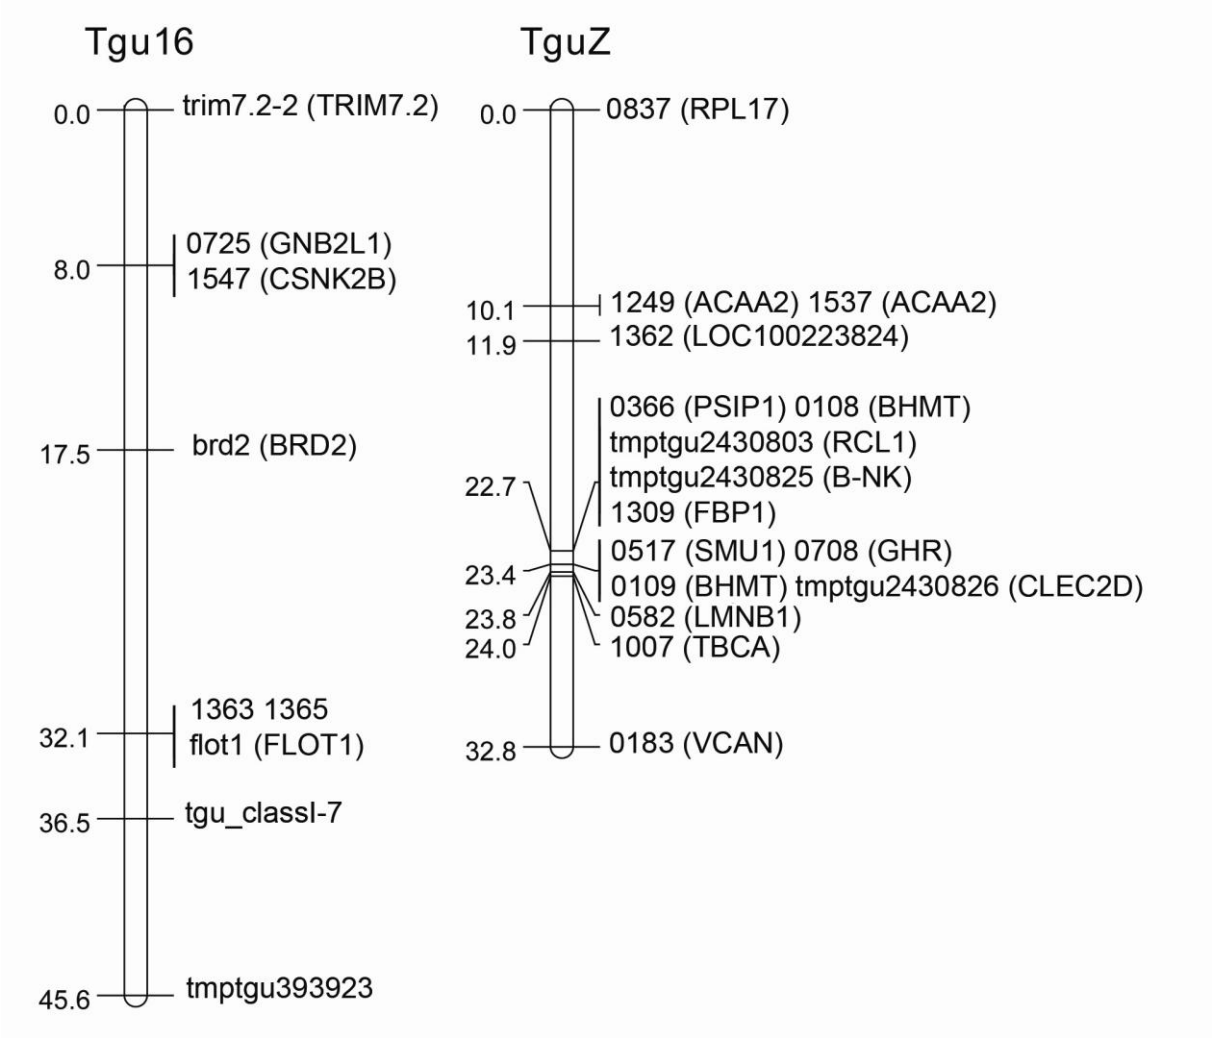 Tgu16
0.0 trim7.2-2 (TRIM7.2)
0725 (GNB2L1)
8.0
1547 (CSNK2B)
17.5 brd2 (BRD2)
1363 1365
32.1
flot1 (FLOT1)
36.5 tgu_classI-7
45.6 tmptgu393923
TguZ
0.0 0837 (RPL17)
10.1 1249 (ACAA2) 1537 (ACAA2)
11.9 1362 (LOC100223824)
0366 (PSIP1) 0108 (BHMT)
tmptgu2430803 (RCL1)
22.7 tmptgu2430825 (B-NK)
1309 (FBP1)
0517 (SMU1) 0708 (GHR)
23.4 0109 (BHMT) tmptgu2430826 (CLEC2D)
23.8 0582 (LMNB1)
24.0 1007 (TBCA)
32.8 0183 (VCAN)